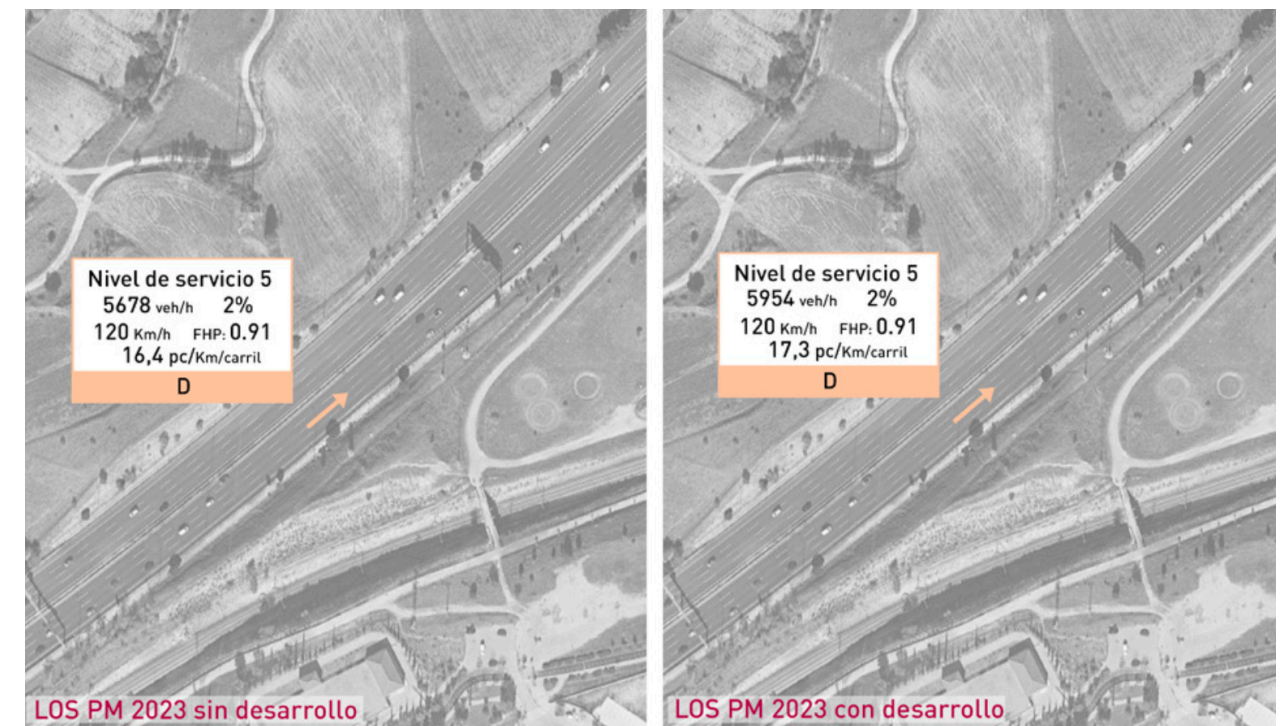 Nivel de servicio 5
5678 veh/h 2%
120 Km/h FHP: 0.91
16,4 pc/Km/carril
D
LOS PM 2023 sin desarrollo
Nivel de servicio 5
5954 veh/h 2%
120 Km/h FHP: 0.91
17,3 pc/Km/carril
D
LOS PM 2023 con desarrollo